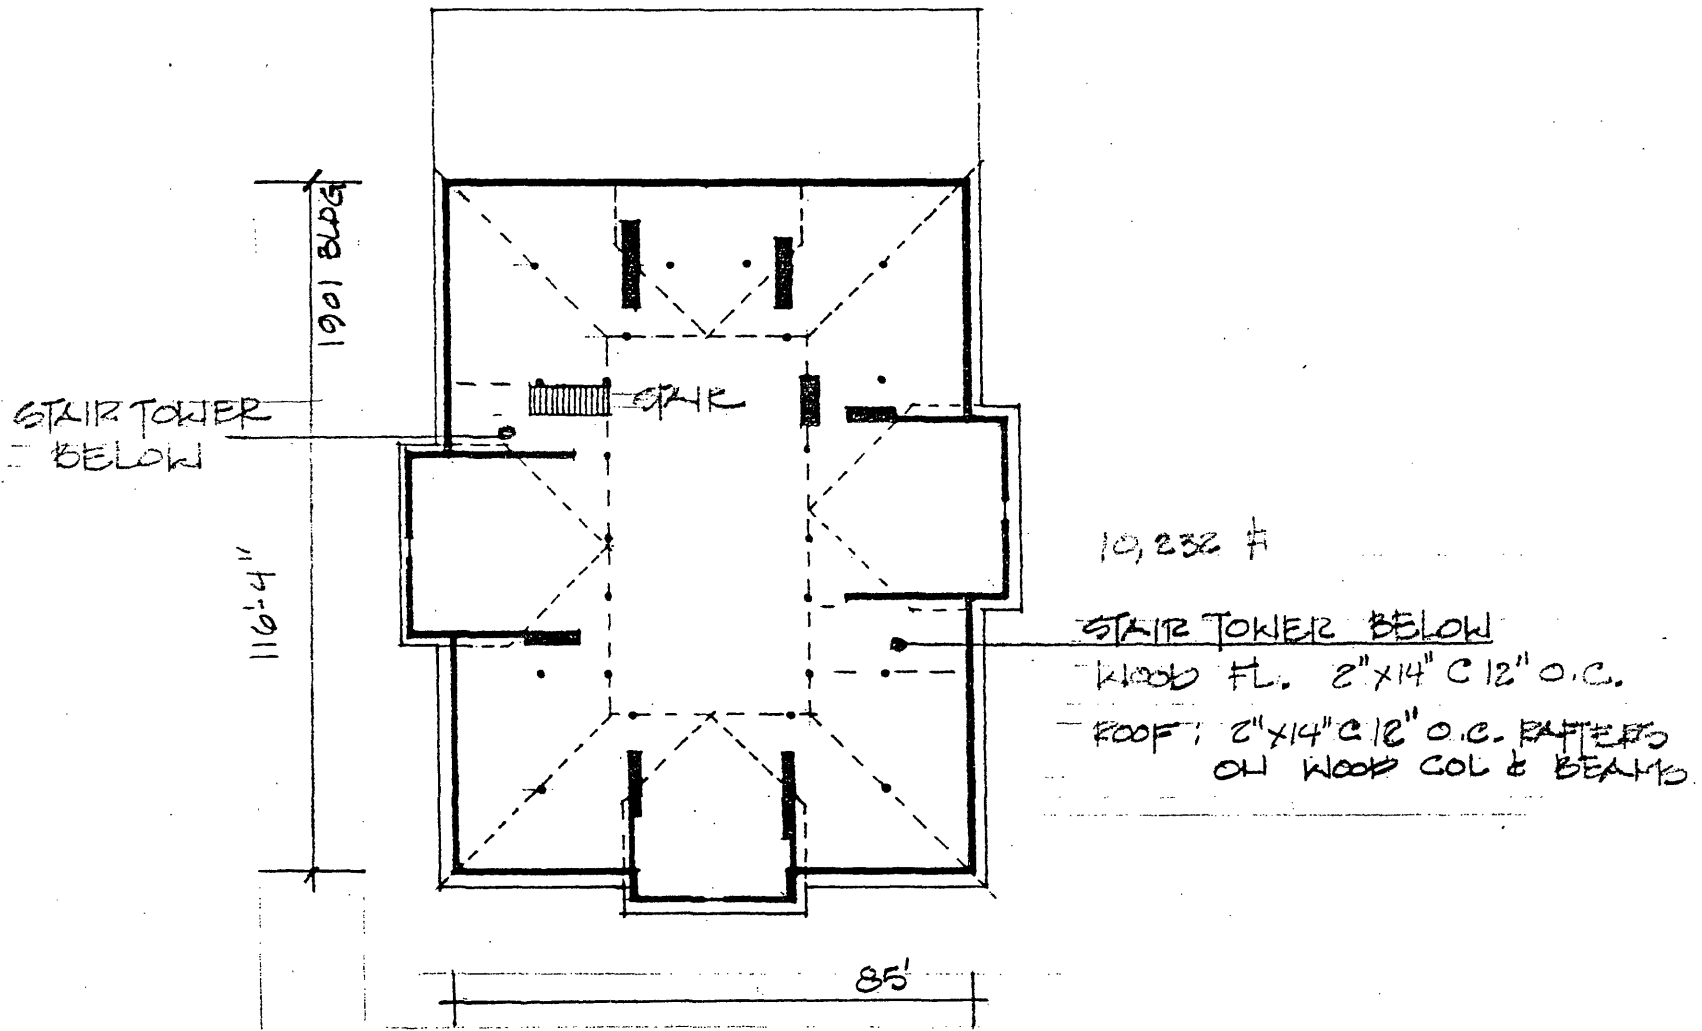 1901 BLDG
STAIR TOWER
BELOW
STAIR
116'-4"
10,232 #
STAIR TOWER BELOW
WOOD FL. 2"X14" C 12" O.C.
ROOF: 2"X14" C 12" O.C. RAFTERS
ON WOOD COL & BEAMS
85'